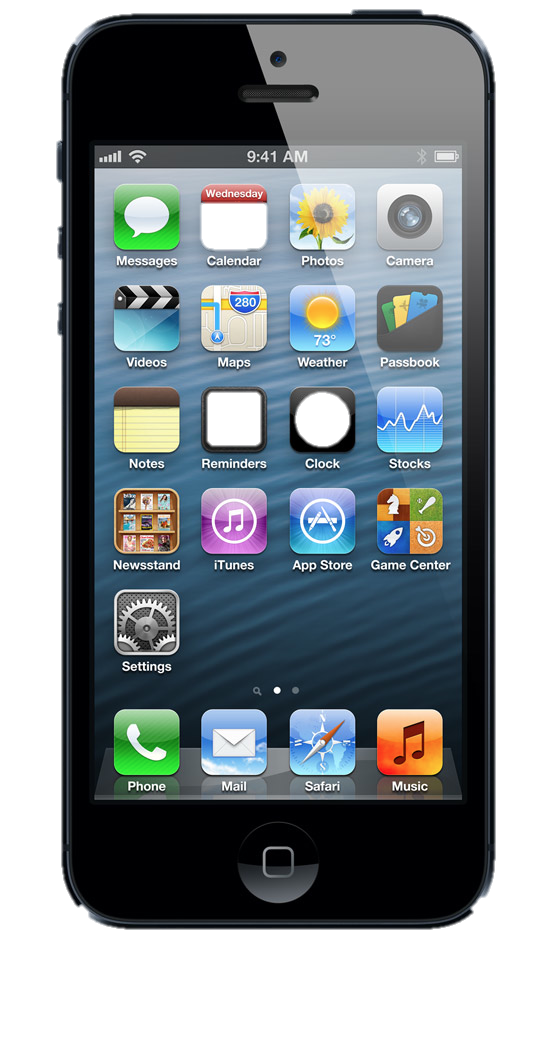 9:41 AM
Wednesday
Messages Calendar Photos Camera
280
73°
Videos Maps Weather Passbook
Notes Reminders Clock Stocks
Newsstand iTunes App Store Game Center
Settings
Phone Mail Safari Music